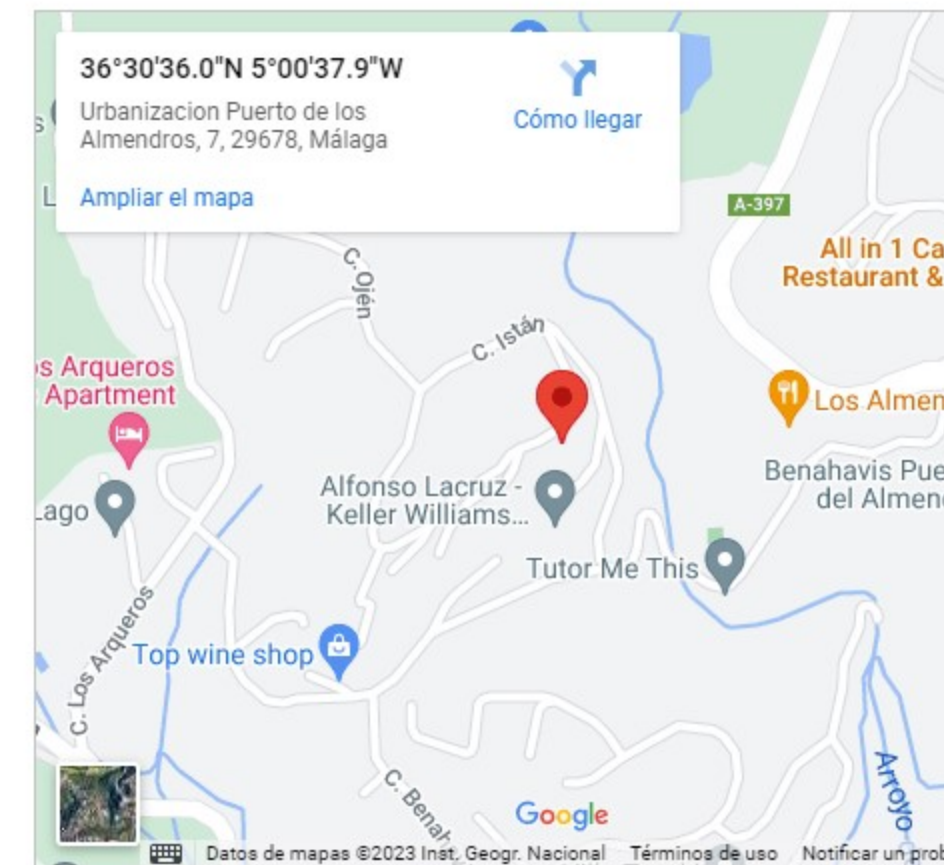 36°30'36.0"N 5°00'37.9"W
Urbanizacion Puerto de los
Almendros, 7, 29678, Málaga
Cómo llegar
Ampliar el mapa
A-397
All in 1 Ca
Restaurant &
C. Ojén
C. Istán
os Arqueros
Apartment
Los Almen
Alfonso Lacruz -
Keller Williams...
Benahavis Pue
del Almen
Lago
Tutor Me This
Top wine shop
C. Los Arqueros
C. Benah
Arroyo
Google
Datos de mapas ©2023 Inst. Geogr. Nacional Términos de uso Notificar un prob